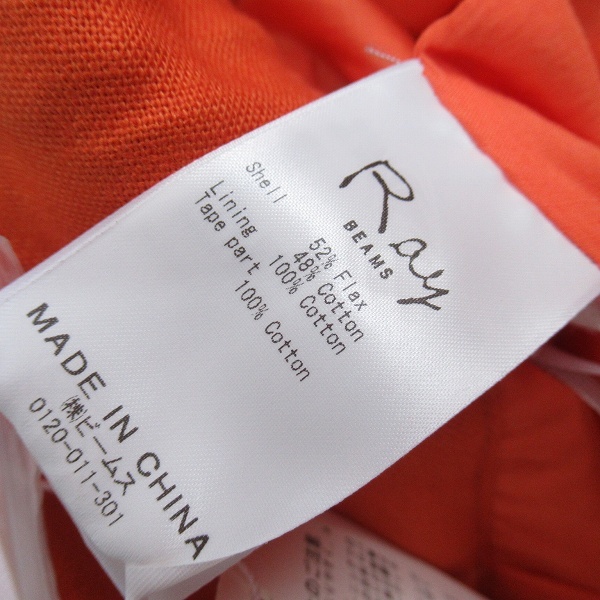 Ray
BEAMS
Shell 52% Flax
48% Cotton
Lining 100% Cotton
Tape part 100% Cotton
MADE IN CHINA
㈱ビームス
0120-011-301